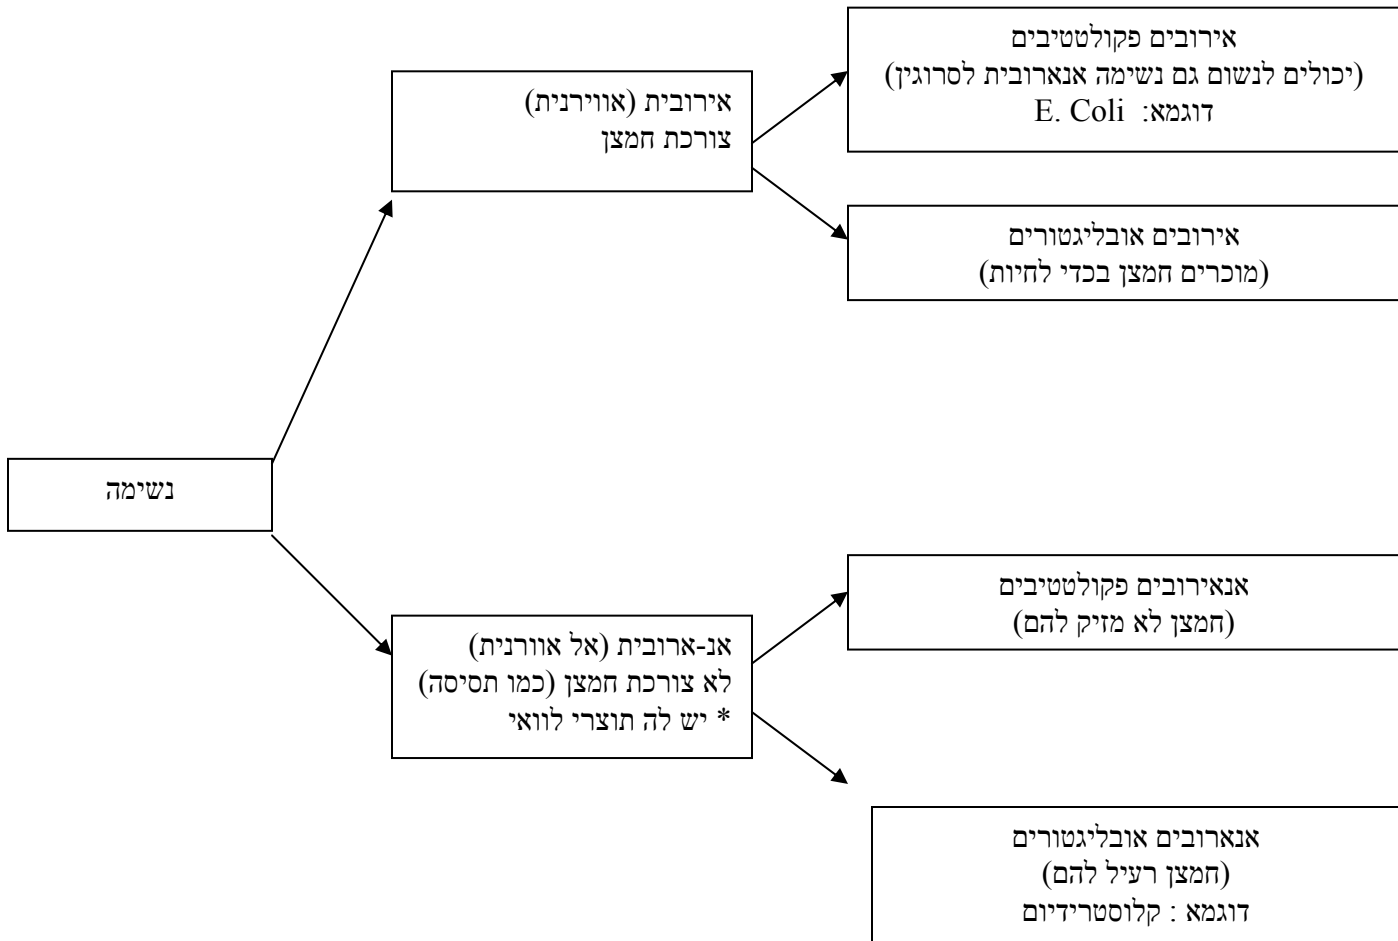 נשימה
אירובית (אווירנית)
צורכת חמצן
אירובים פקולטטיבים
(יכולים לנשום גם נשימה אנארובית לסרוגין)
דוגמא: E. Coli
אירובים אובליגטורים
(מוכרים חמצן בכדי לחיות)
אנ-ארובית (אל אוורנית)
לא צורכת חמצן (כמו תסיסה)
* יש לה תוצרי לוואי
אנאירובים פקולטטיבים
(חמצן לא מזיק להם)
אנארובים אובליגטורים
(חמצן רעיל להם)
דוגמא : קלוסטרידיום